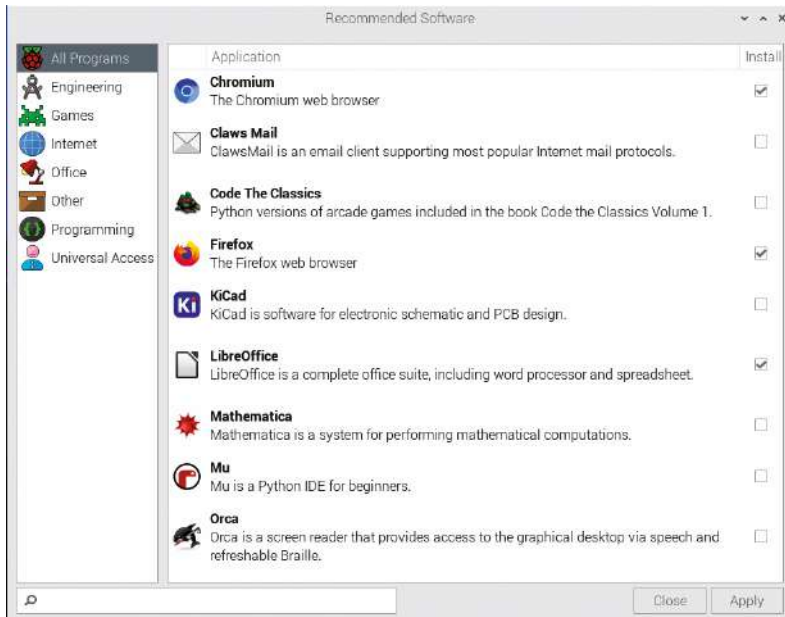 Recommended Software
All Programs
Engineering
Games
Internet
Office
Other
Programming
Universal Access
Application
Install
Chromium
The Chromium web browser
Claws Mail
ClawsMail is an email client supporting most popular Internet mail protocols.
Code The Classics
Python versions of arcade games included in the book Code the Classics Volume 1.
Firefox
The Firefox web browser
Ki
KiCad
KiCad is software for electronic schematic and PCB design.
LibreOffice
LibreOffice is a complete office suite, including word processor and spreadsheet.
Mathematica
Mathematica is a system for performing mathematical computations.
Mu
Mu is a Python IDE for beginners.
Orca
Orca is a screen reader that provides access to the graphical desktop via speech and
refreshable Braille.
Close
Apply